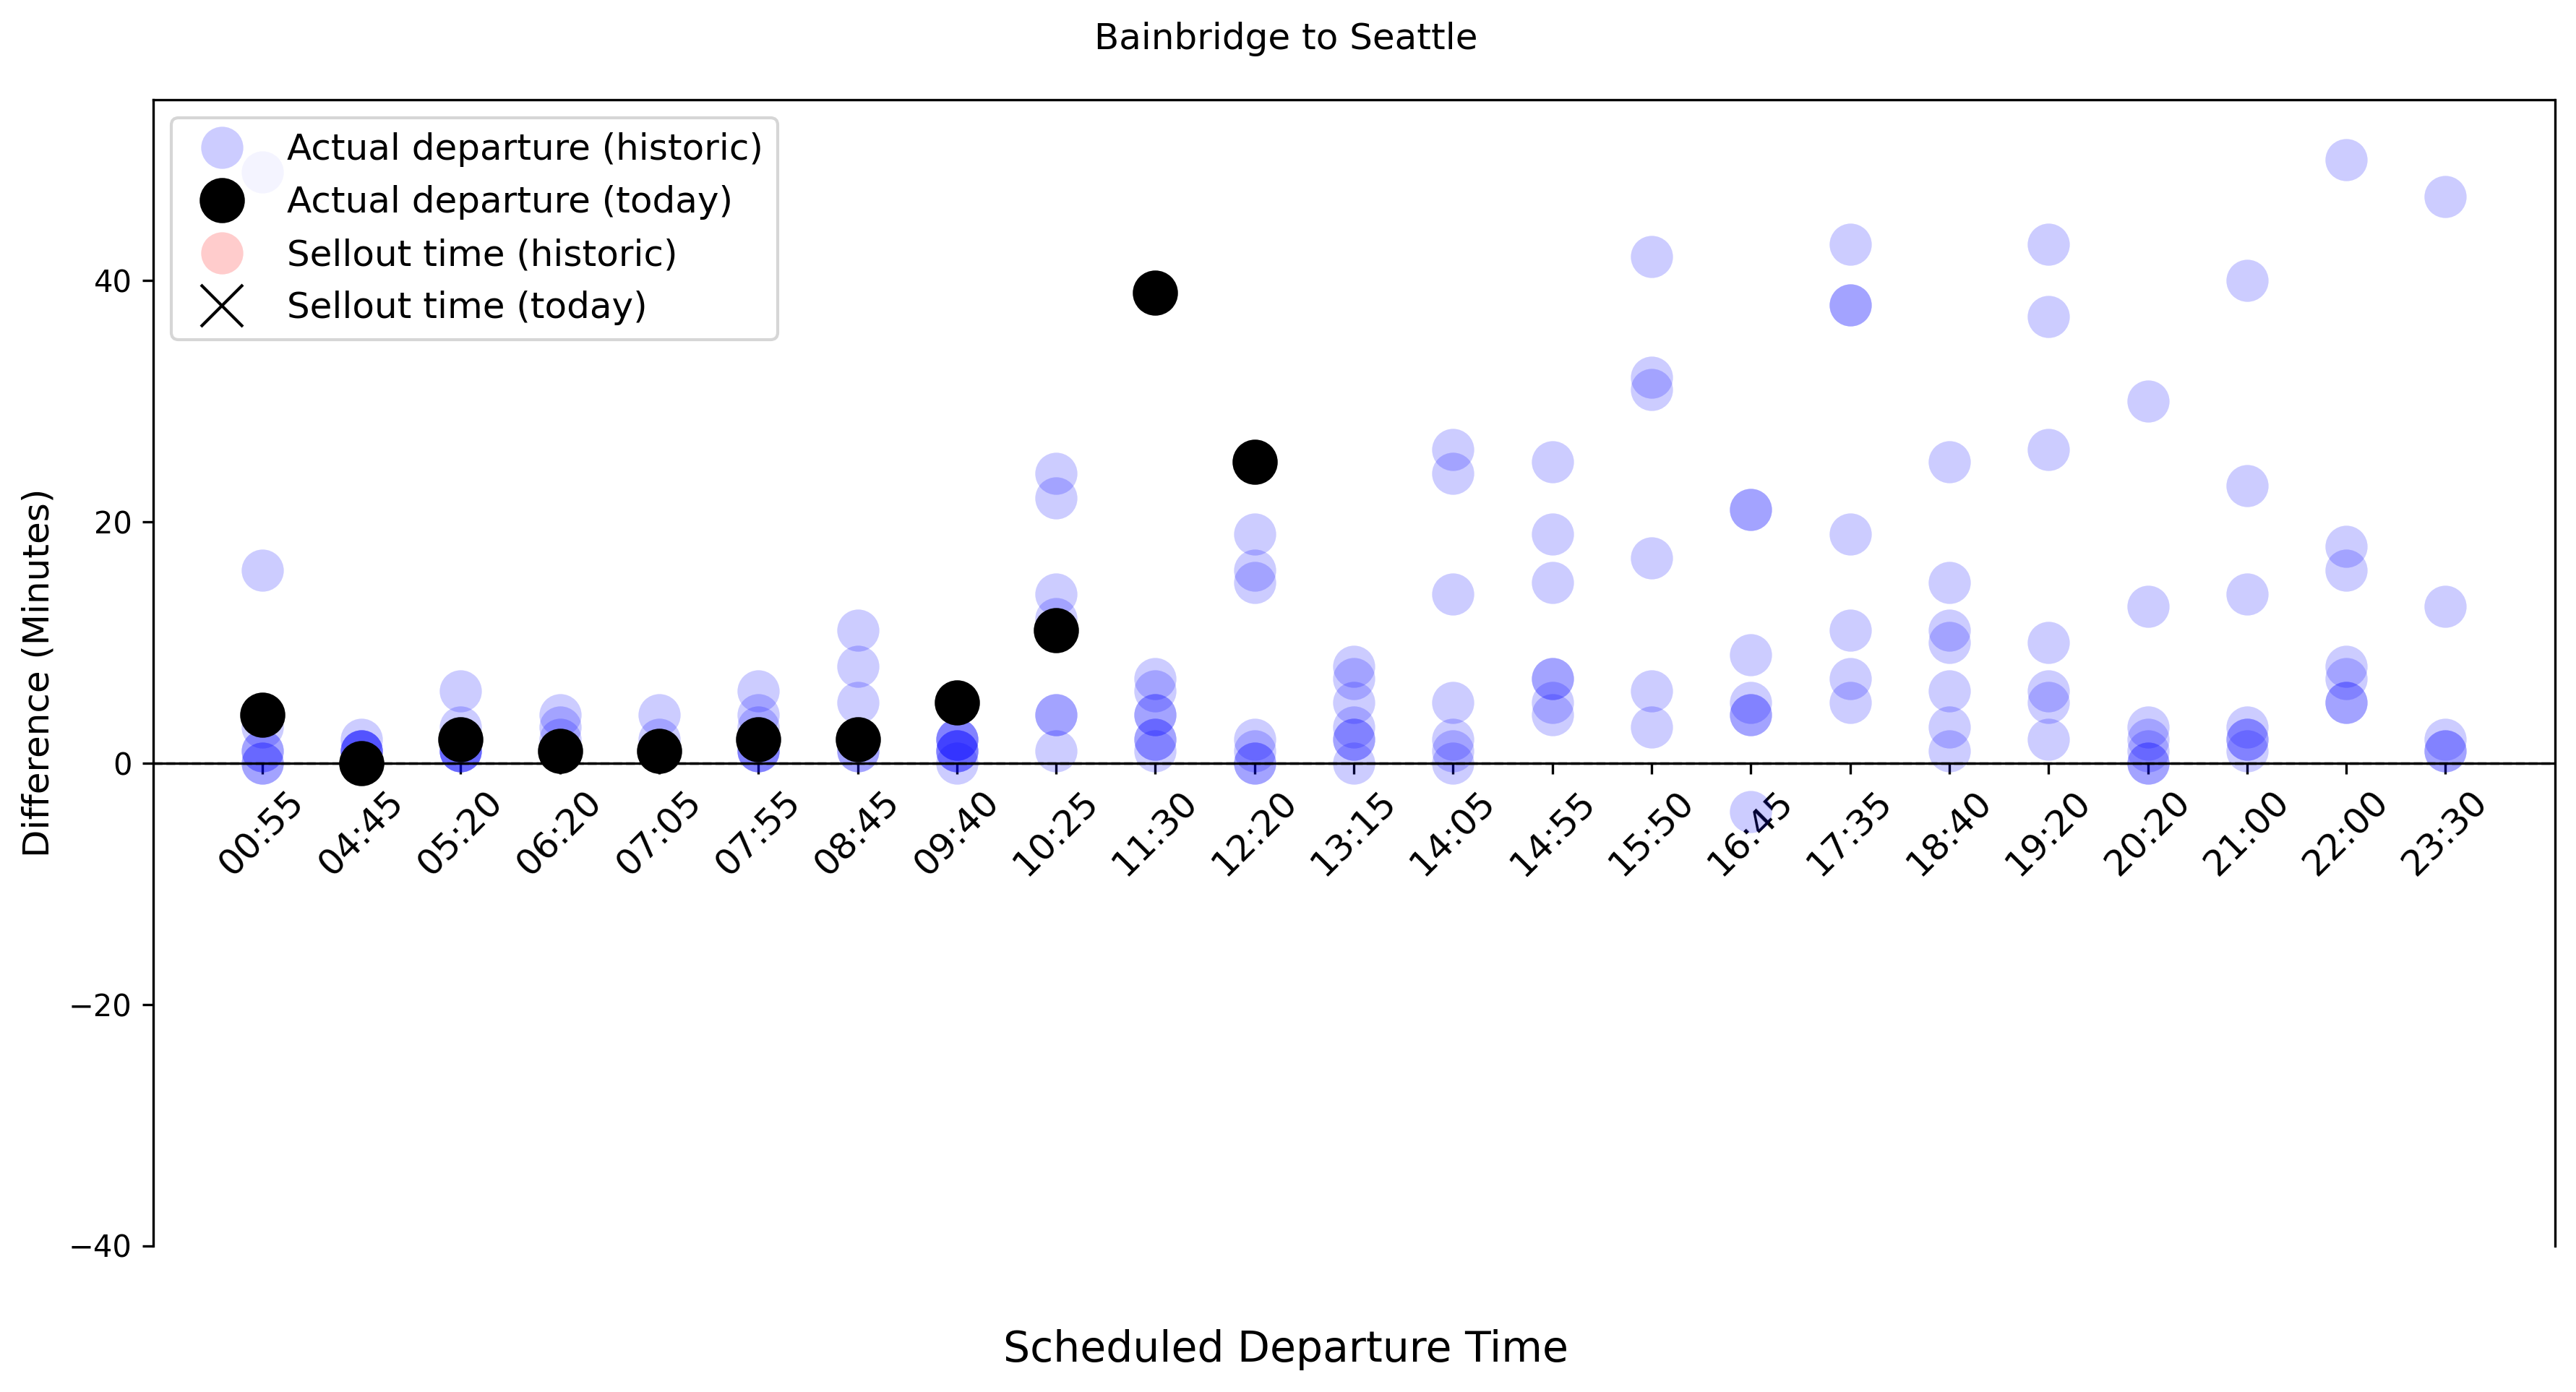 Bainbridge to Seattle
Actual departure (historic)
Actual departure (today)
Sellout time (historic)
Sellout time (today)
Difference (Minutes)
40
20
0
−20
−40
00:55 04:45 05:20 06:20 07:05 07:55 08:45 09:40 10:25 11:30 12:20 13:15 14:05 14:55 15:50 16:45 17:35 18:40 19:20 20:20 21:00 22:00 23:30
Scheduled Departure Time